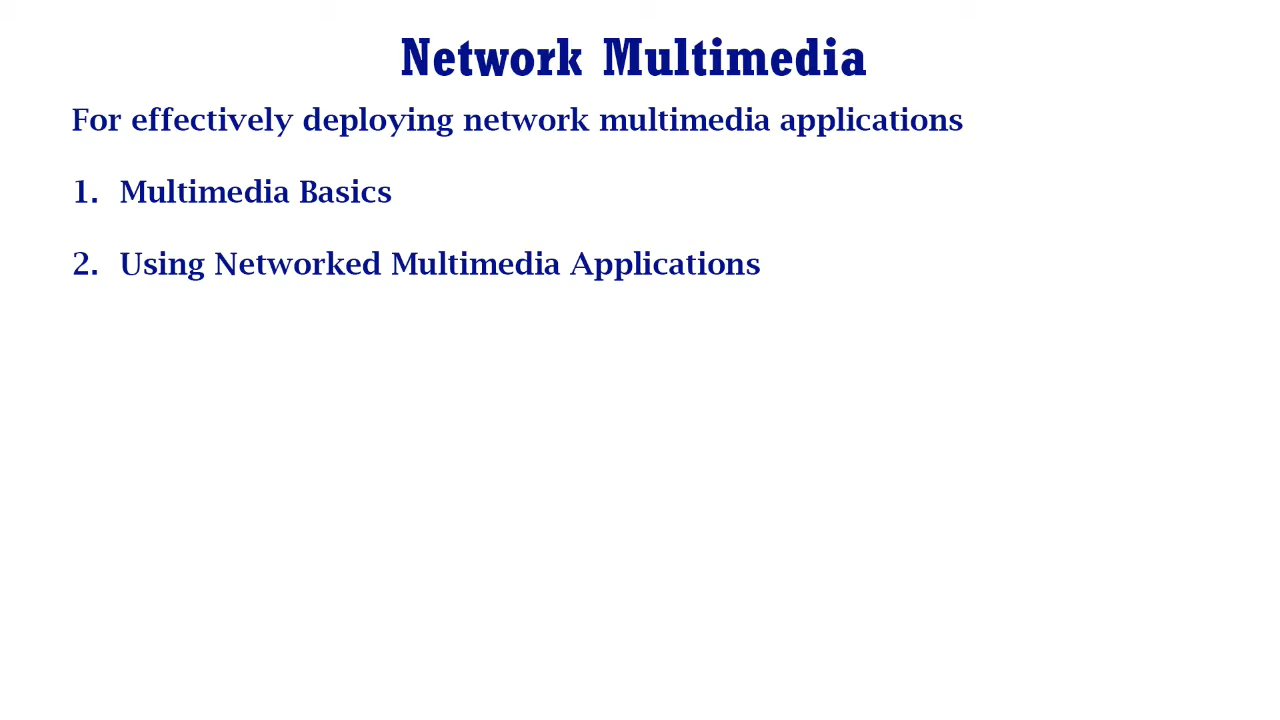 Network Multimedia
For effectively deploying network multimedia applications
1. Multimedia Basics
2. Using Networked Multimedia Applications